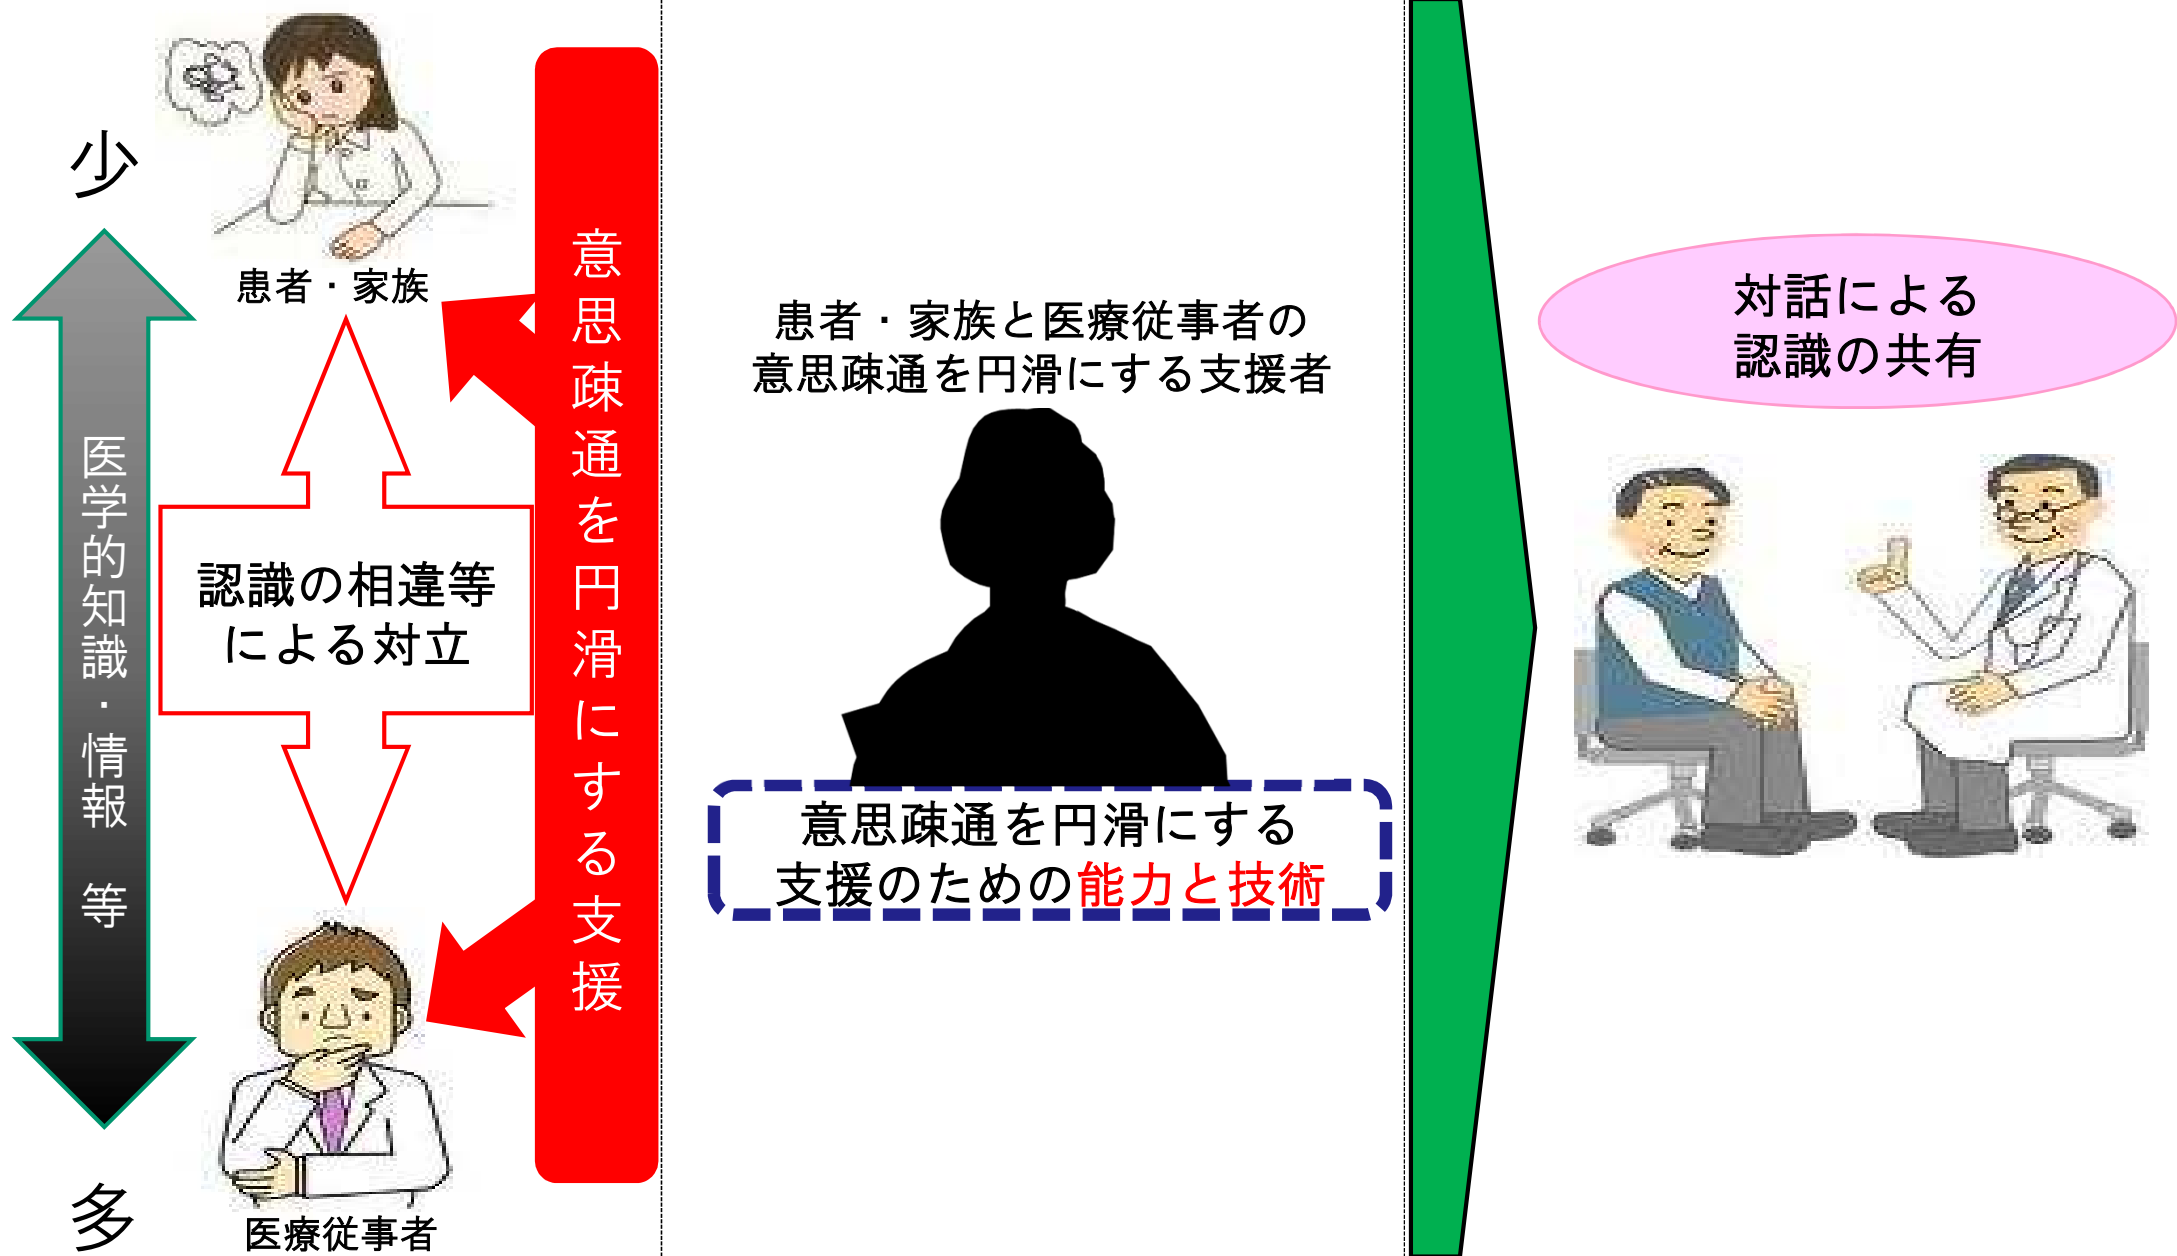 少
患者・家族
医学的知識・情報 等
認識の相違等
による対立
医療従事者
多
意思疎通を円滑にする支援
患者・家族と医療従事者の
意思疎通を円滑にする支援者
意思疎通を円滑にする
支援のための能力と技術
対話による
認識の共有